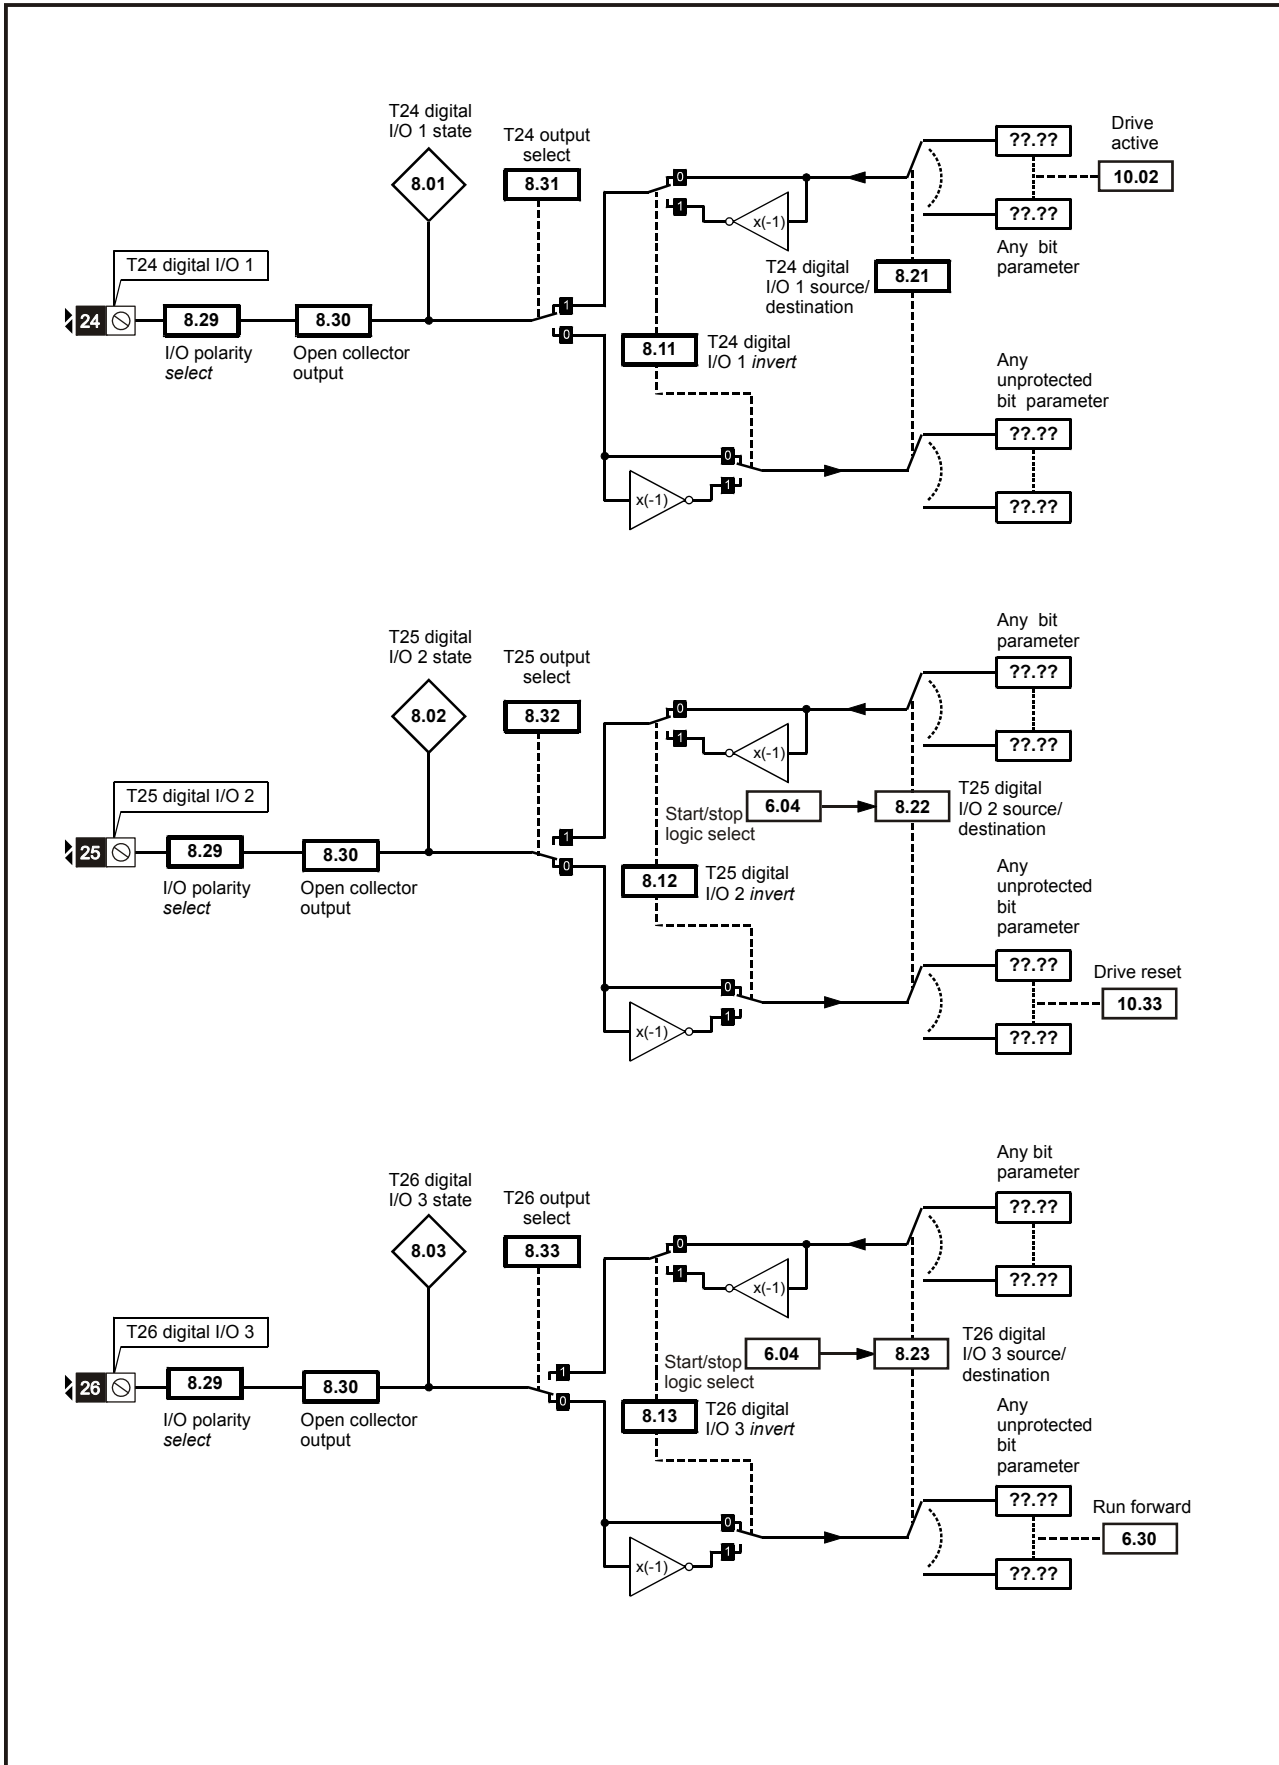 T24 digital
I/O 1 state
T24 output
select
8.01
8.31
0
1
x(-1)
??.??
??.??
Drive
active
10.02
Any bit
parameter
T24 digital I/O 1
24
8.29
I/O polarity
select
8.30
Open collector
output
1
0
T24 digital
I/O 1 source/
destination
8.21
8.11
T24 digital
I/O 1 invert
Any
unprotected
bit parameter
??.??
??.??
0
1
x(-1)
T25 digital
I/O 2 state
T25 output
select
8.02
8.32
0
1
x(-1)
Any bit
parameter
??.??
??.??
T25 digital I/O 2
25
8.29
I/O polarity
select
8.30
Open collector
output
1
0
Start/stop
logic select
6.04
8.22
T25 digital
I/O 2 source/
destination
8.12
T25 digital
I/O 2 invert
Any
unprotected
bit
parameter
??.??
??.??
Drive reset
10.33
0
1
x(-1)
T26 digital
I/O 3 state
T26 output
select
8.03
8.33
0
1
x(-1)
Any bit
parameter
??.??
??.??
T26 digital I/O 3
26
8.29
I/O polarity
select
8.30
Open collector
output
1
0
Start/stop
logic select
6.04
8.23
T26 digital
I/O 3 source/
destination
8.13
T26 digital
I/O 3 invert
Any
unprotected
bit
parameter
??.??
??.??
Run forward
6.30
0
1
x(-1)